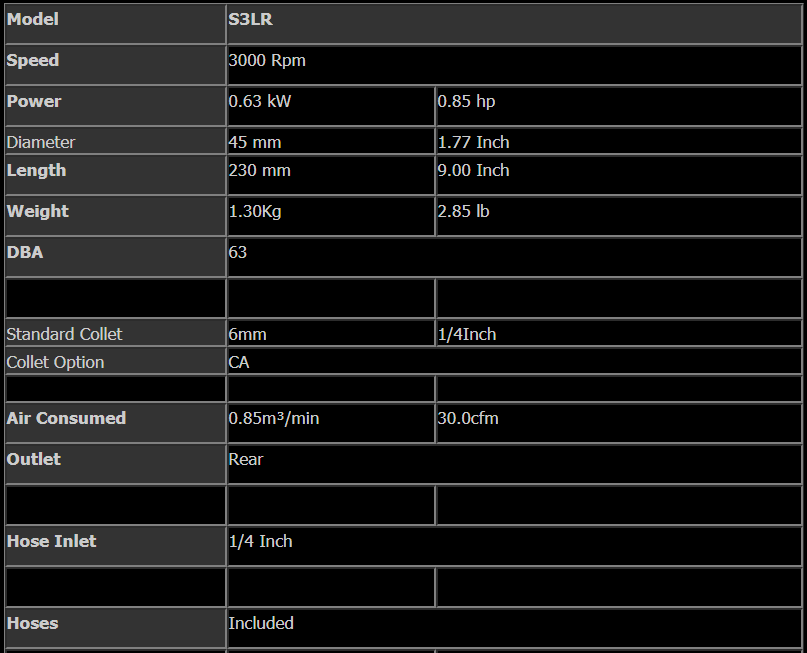 Model S3LR
Speed 3000 Rpm
Power 0.63 kW 0.85 hp
Diameter 45 mm 1.77 Inch
Length 230 mm 9.00 Inch
Weight 1.30Kg 2.85 lb
DBA 63
Standard Collet 6mm 1/4Inch
Collet Option CA
Air Consumed 0.85m³/min 30.0cfm
Outlet Rear
Hose Inlet 1/4 Inch
Hoses Included